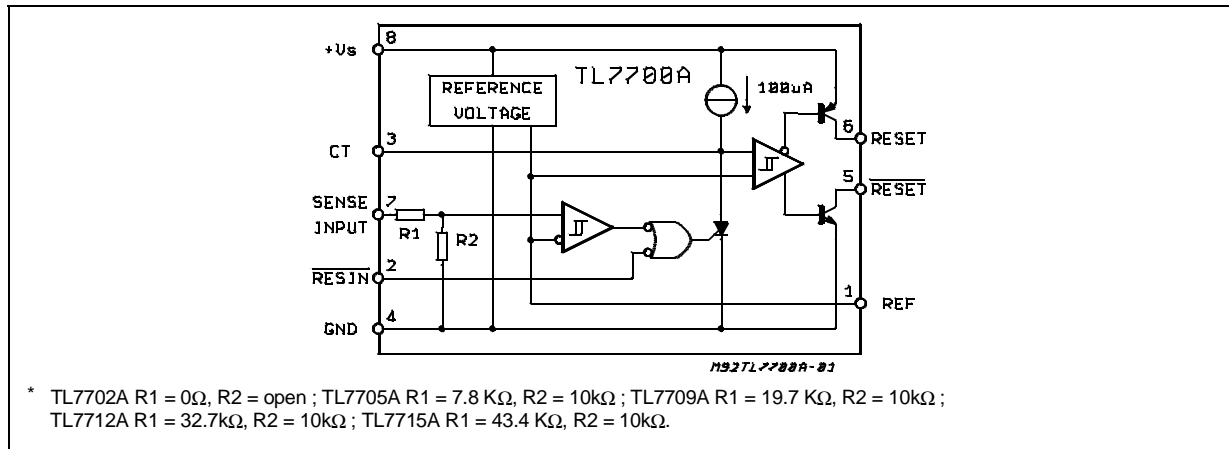 +Vs
8
TL7700A
REFERENCE
VOLTAGE
100uA
6
RESET
3
CT
5
RESET
SENSE
INPUT
7
R1
R2
2
RESIN
1
REF
4
GND
M92TL7700A-01
* TL7702A R1 = 0Ω, R2 = open ; TL7705A R1 = 7.8 KΩ, R2 = 10kΩ ; TL7709A R1 = 19.7 KΩ, R2 = 10kΩ ;
TL7712A R1 = 32.7kΩ, R2 = 10kΩ ; TL7715A R1 = 43.4 KΩ, R2 = 10kΩ.